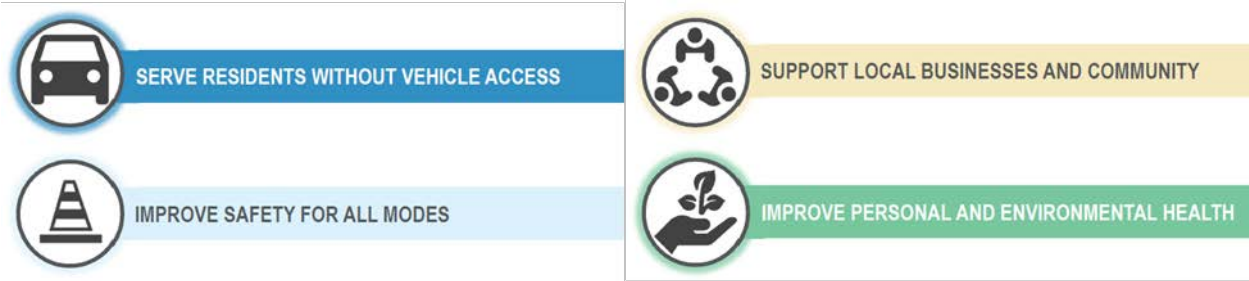 SERVE RESIDENTS WITHOUT VEHICLE ACCESS
IMPROVE SAFETY FOR ALL MODES
SUPPORT LOCAL BUSINESSES AND COMMUNITY
IMPROVE PERSONAL AND ENVIRONMENTAL HEALTH